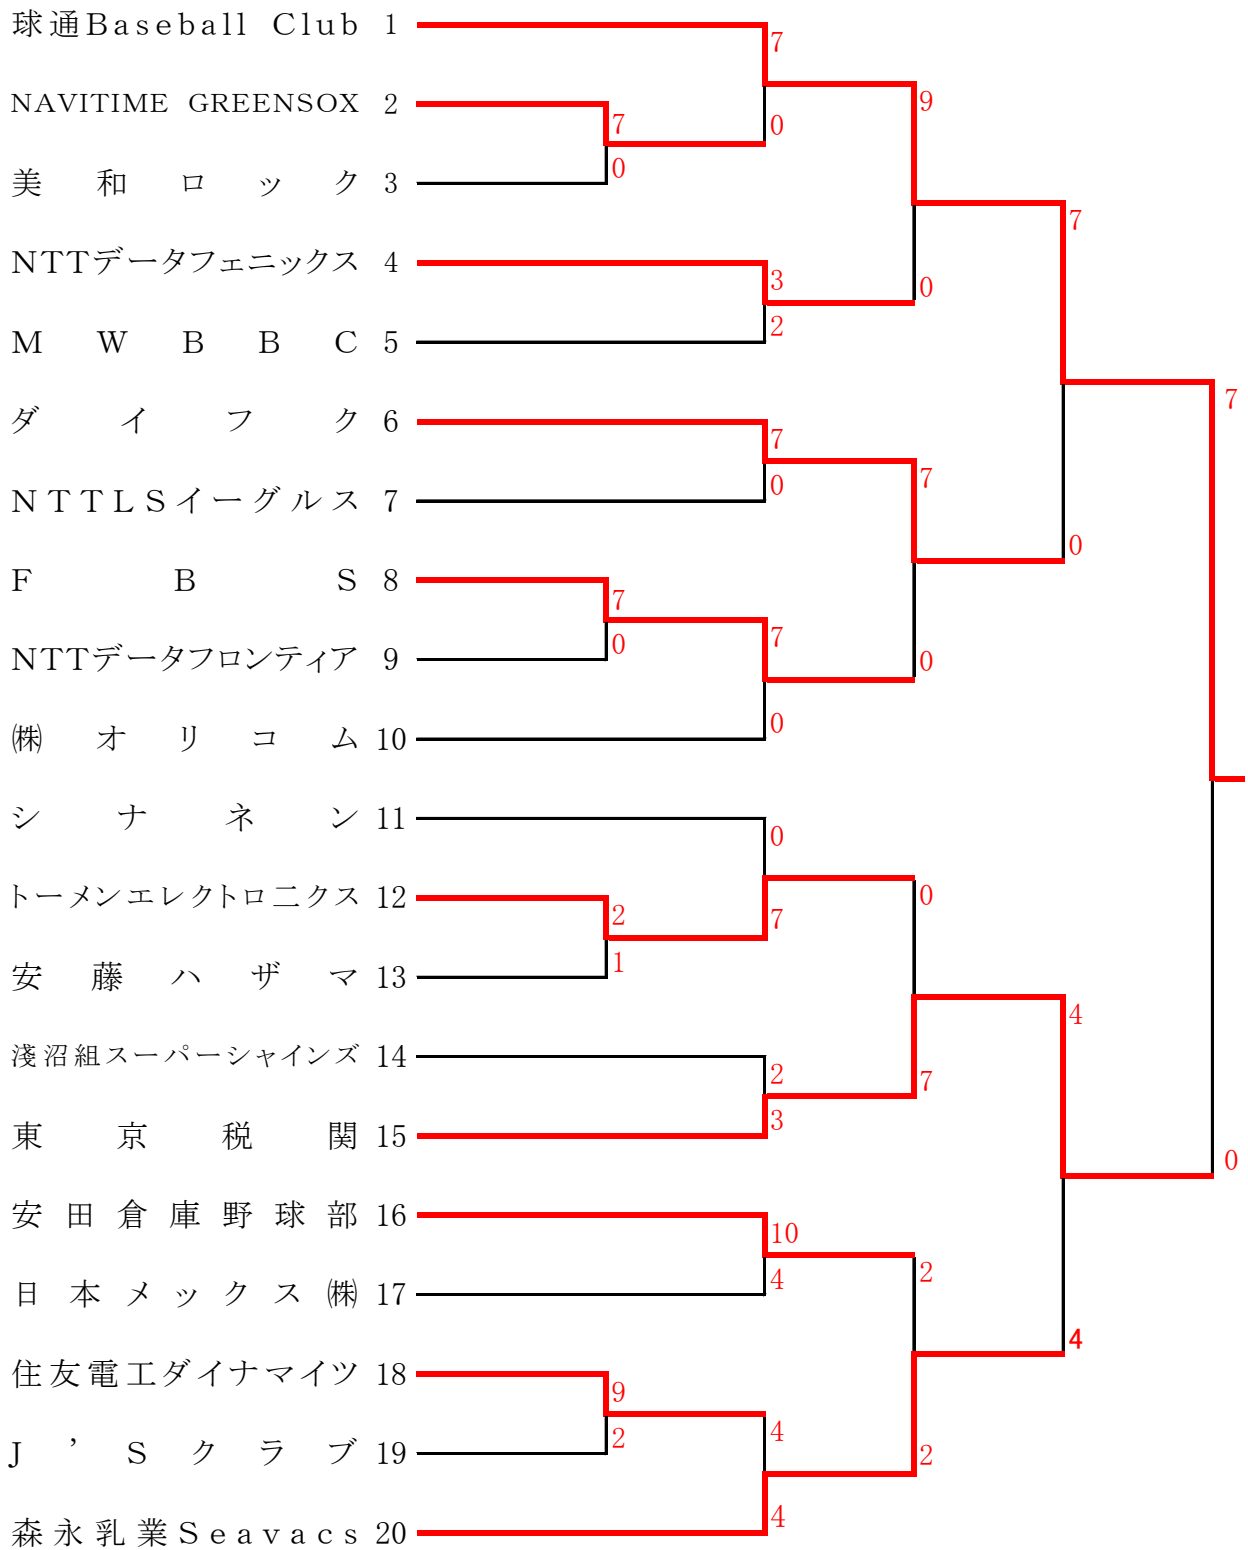 球通Baseball Club 1
7
NAVITIME GREENSOX 2
9
7
0
0
美和ロック 3
7
NTTデータフェニックス 4
3
0
2
MWBBC 5
7
ダイフク 6
7
7
0
NTTLSイーグルス 7
0
FBS 8
7
7
0
NTTデータフロンティア 9
0
0
㈱オリコム 10
シナネン 11
0
トーメンエレクトロ二クス 12
0
2
7
1
安藤ハザマ 13
4
淺沼組スーパーシャインズ 14
2
7
3
東京税関 15
0
安田倉庫野球部 16
10
2
4
日本メックス㈱ 17
4
住友電工ダイナマイツ 18
9
4
2
J’Sクラブ 19
2
4
森永乳業Seavacs 20